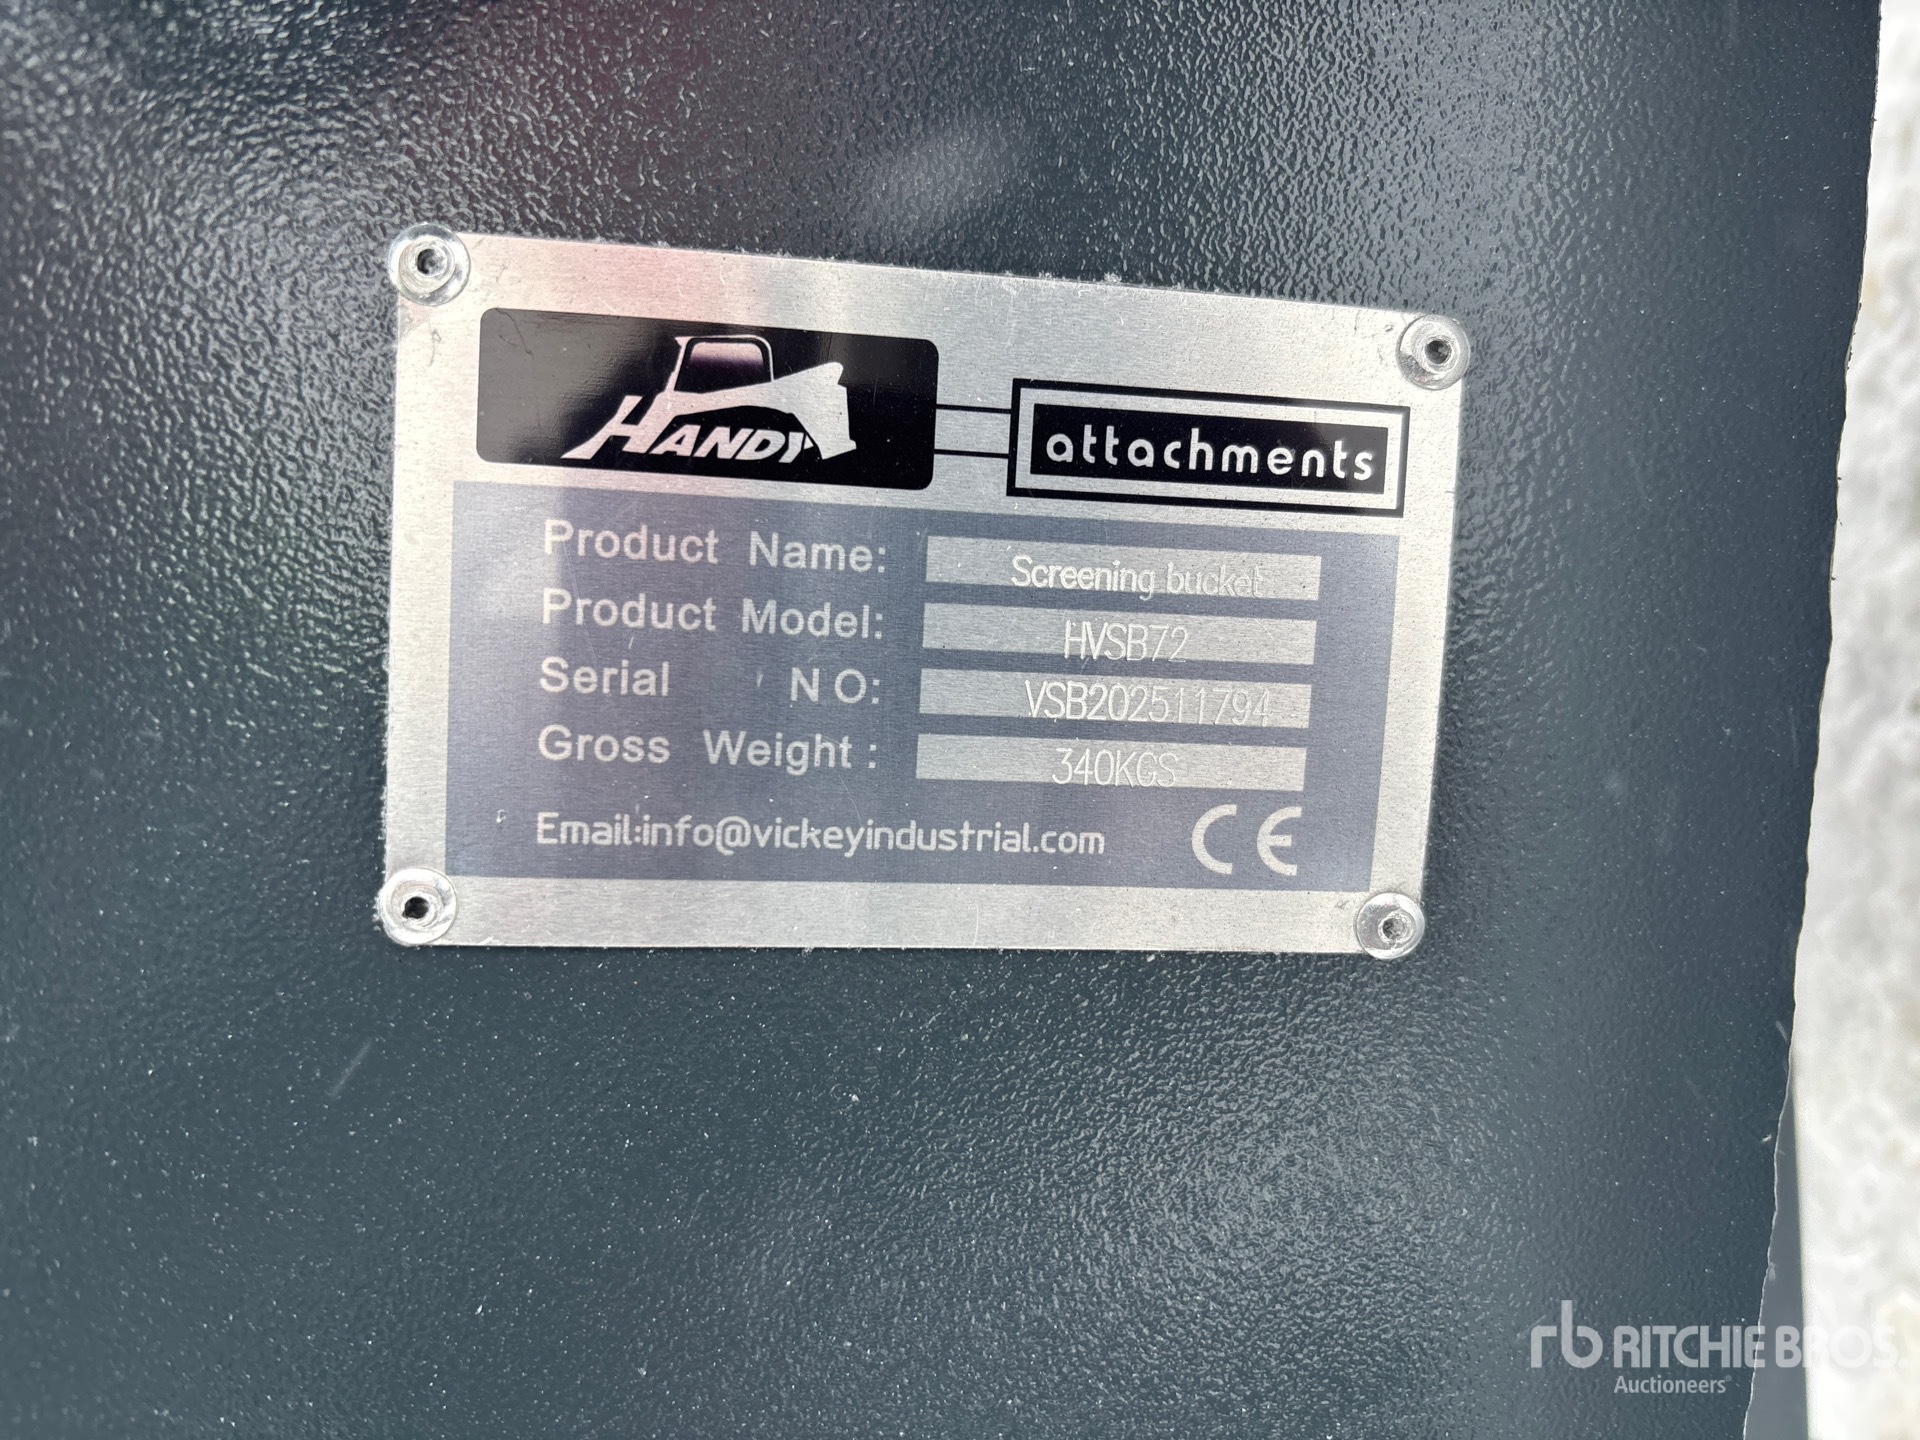 HANDY
attachments
Product Name: Screening bucket
Product Model: HVSB72
Serial NO: VSB202511794
Gross Weight: 340KGS
Email:info@vickeyindustrial.com
CE
rb RITCHIE BROS.
Auctioneers